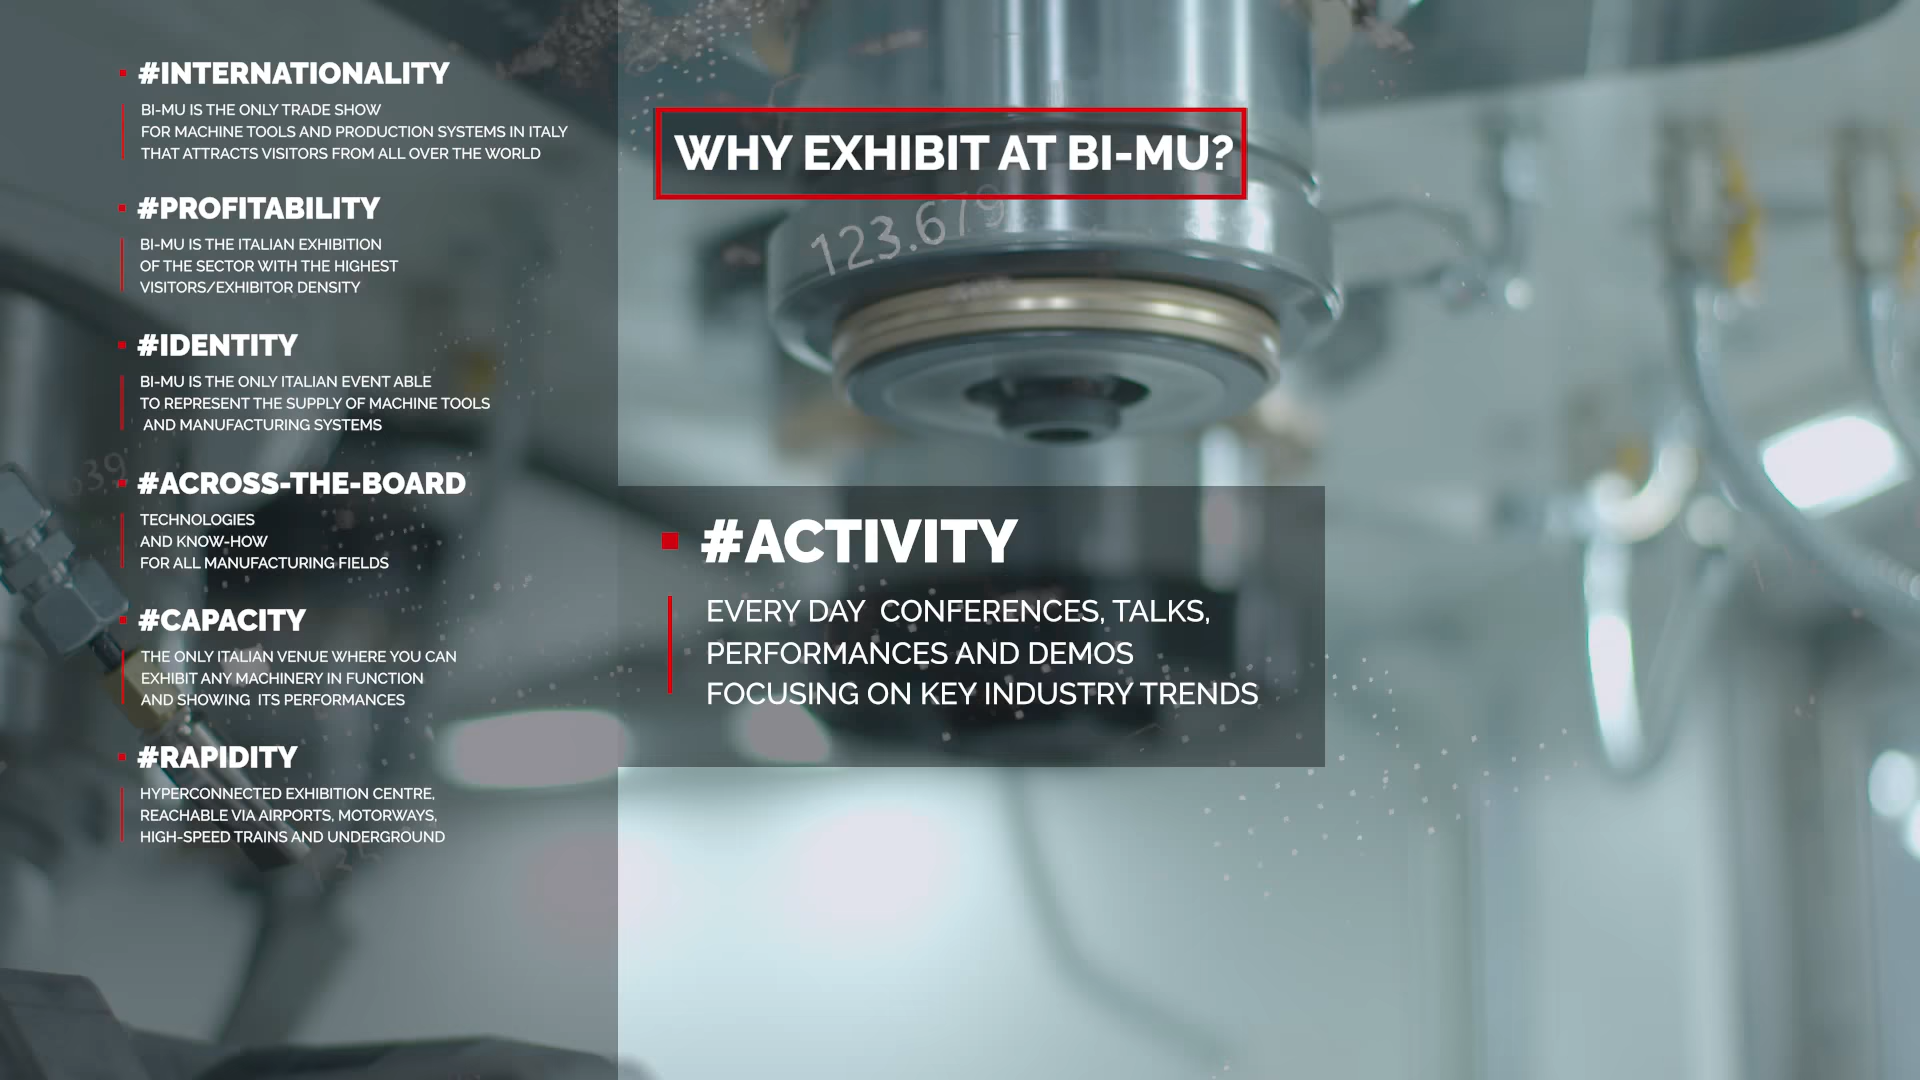 #INTERNATIONALITY
BI-MU IS THE ONLY TRADE SHOW
FOR MACHINE TOOLS AND PRODUCTION SYSTEMS IN ITALY
THAT ATTRACTS VISITORS FROM ALL OVER THE WORLD
#PROFITABILITY
BI-MU IS THE ITALIAN EXHIBITION
OF THE SECTOR WITH THE HIGHEST
VISITORS/EXHIBITOR DENSITY
#IDENTITY
BI-MU IS THE ONLY ITALIAN EVENT ABLE
TO REPRESENT THE SUPPLY OF MACHINE TOOLS
AND MANUFACTURING SYSTEMS
#ACROSS-THE-BOARD
TECHNOLOGIES
AND KNOW-HOW
FOR ALL MANUFACTURING FIELDS
#CAPACITY
THE ONLY ITALIAN VENUE WHERE YOU CAN
EXHIBIT ANY MACHINERY IN FUNCTION
AND SHOWING ITS PERFORMANCES
#RAPIDITY
HYPERCONNECTED EXHIBITION CENTRE,
REACHABLE VIA AIRPORTS, MOTORWAYS,
HIGH-SPEED TRAINS AND UNDERGROUND
WHY EXHIBIT AT BI-MU?
123.679
#ACTIVITY
EVERY DAY CONFERENCES, TALKS,
PERFORMANCES AND DEMOS
FOCUSING ON KEY INDUSTRY TRENDS